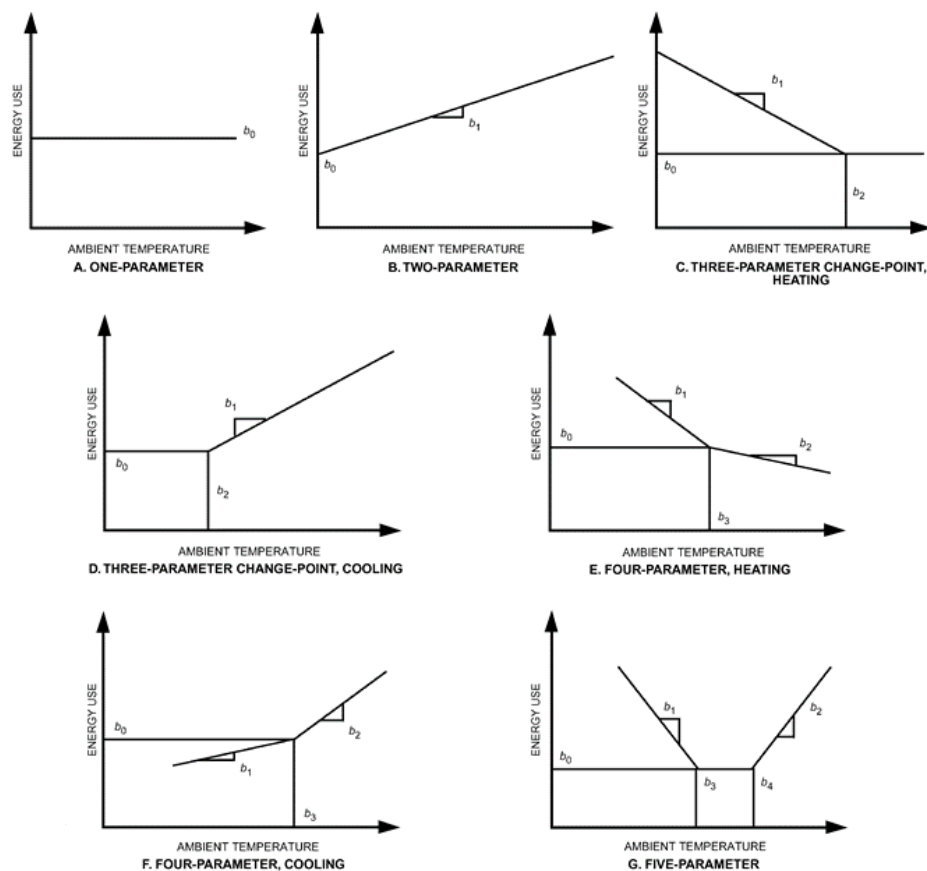 ENERGY USE
b0
AMBIENT TEMPERATURE
A. ONE-PARAMETER
ENERGY USE
b0
b1
AMBIENT TEMPERATURE
B. TWO-PARAMETER
ENERGY USE
b1
b0
b2
AMBIENT TEMPERATURE
C. THREE-PARAMETER CHANGE-POINT,
HEATING
ENERGY USE
b1
b0
b2
AMBIENT TEMPERATURE
D. THREE-PARAMETER CHANGE-POINT, COOLING
ENERGY USE
b1
b0
b2
b3
AMBIENT TEMPERATURE
E. FOUR-PARAMETER, HEATING
ENERGY USE
b0
b2
b1
b3
AMBIENT TEMPERATURE
F. FOUR-PARAMETER, COOLING
ENERGY USE
b1
b2
b0
b3
b4
AMBIENT TEMPERATURE
G. FIVE-PARAMETER